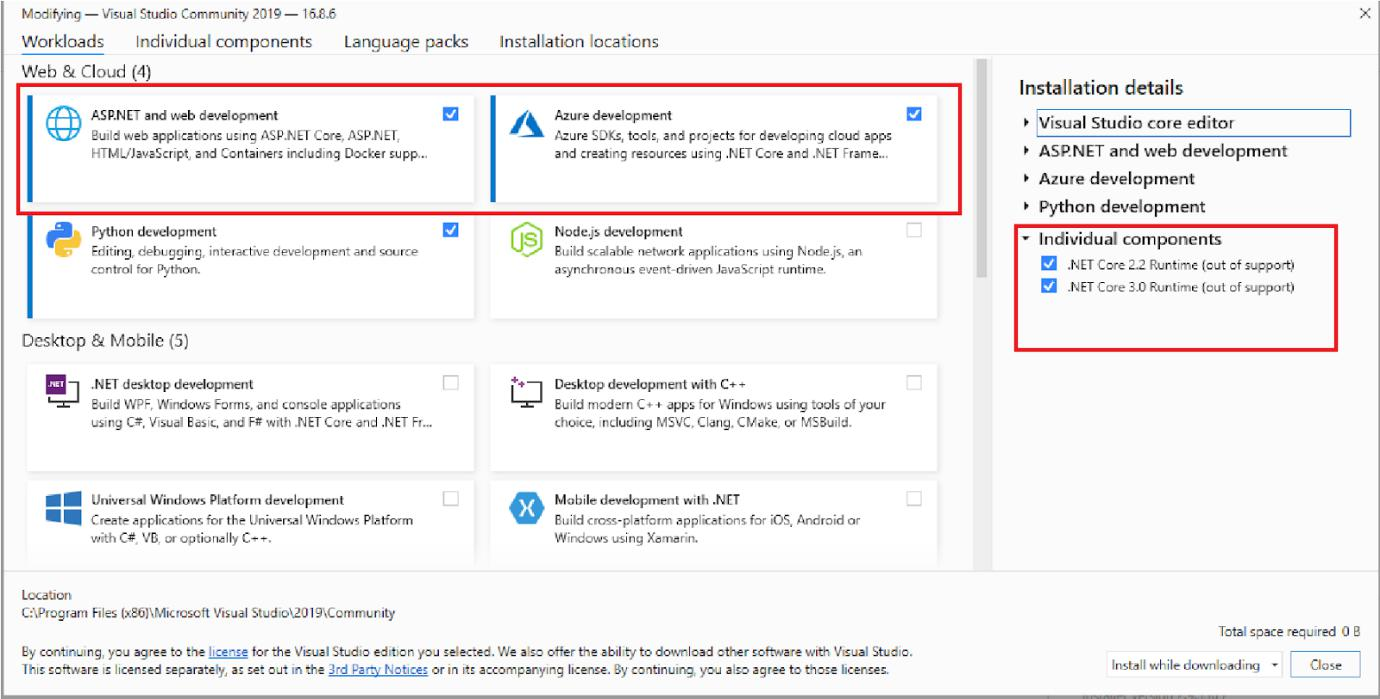 Modifying — Visual Studio Community 2019 — 16.8.6
Workloads Individual components Language packs Installation locations
Web & Cloud (4)
ASP.NET and web development
Build web applications using ASP.NET Core, ASP.NET,
HTML/JavaScript, and Containers including Docker supp...
Azure development
Azure SDKs, tools, and projects for developing cloud apps
and creating resources using .NET Core and .NET Frame...
Python development
Editing, debugging, interactive development and source
control for Python.
Node.js development
Build scalable network applications using Node.js, an
asynchronous event-driven JavaScript runtime.
Desktop & Mobile (5)
.NET
.NET desktop development
Build WPF, Windows Forms, and console applications
using C#, Visual Basic, and F# with .NET Core and .NET Fr...
Desktop development with C++
Build modern C++ apps for Windows using tools of your
choice, including MSVC, Clang, CMake, or MSBuild.
Universal Windows Platform development
Create applications for the Universal Windows Platform
with C#, VB, or optionally C++.
Mobile development with .NET
Build cross-platform applications for iOS, Android or
Windows using Xamarin.
Installation details
Visual Studio core editor
ASP.NET and web development
Azure development
Python development
Individual components
.NET Core 2.2 Runtime (out of support)
.NET Core 3.0 Runtime (out of support)
Location
C:\Program Files (x86)\Microsoft Visual Studio\2019\Community
By continuing, you agree to the license for the Visual Studio edition you selected. We also offer the ability to download other software with Visual Studio.
This software is licensed separately, as set out in the 3rd Party Notices or in its accompanying license. By continuing, you also agree to those licenses.
Total space required 0 B
Install while downloading
Close